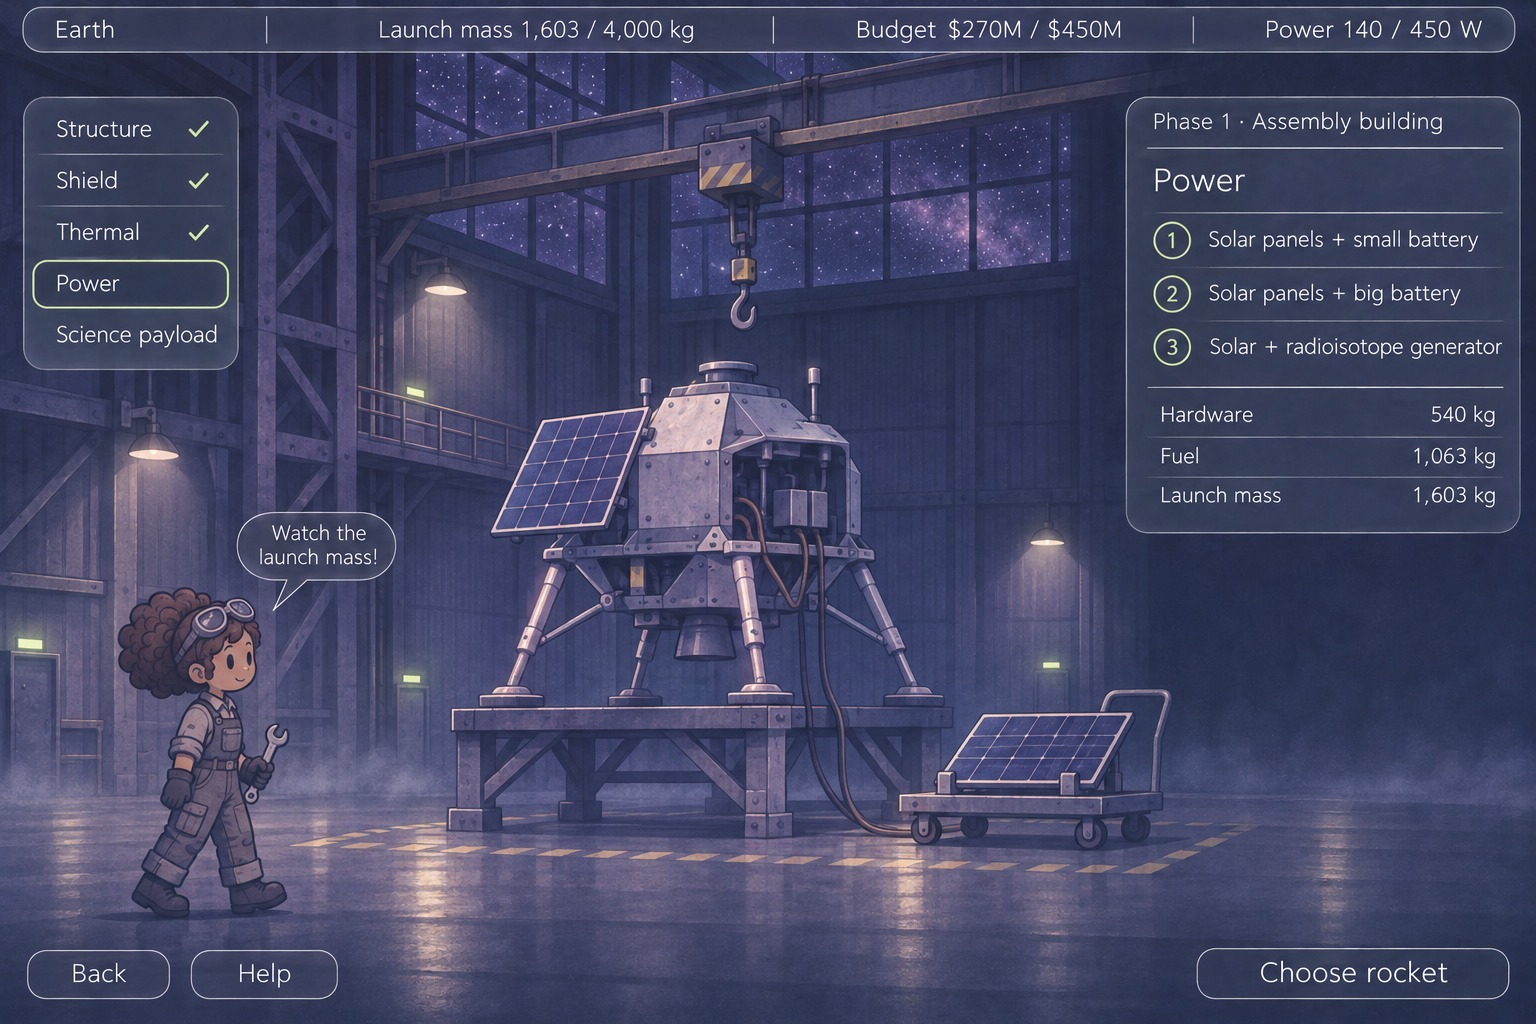 Earth
Launch mass 1,603 / 4,000 kg
Budget $270M / $450M
Power 140 / 450 W
Structure
Shield
Thermal
Power
Science payload
Phase 1 · Assembly building
Power
1 Solar panels + small battery
2 Solar panels + big battery
3 Solar + radioisotope generator
Hardware 540 kg
Fuel 1,063 kg
Launch mass 1,603 kg
Watch the
launch mass!
Back
Help
Choose rocket